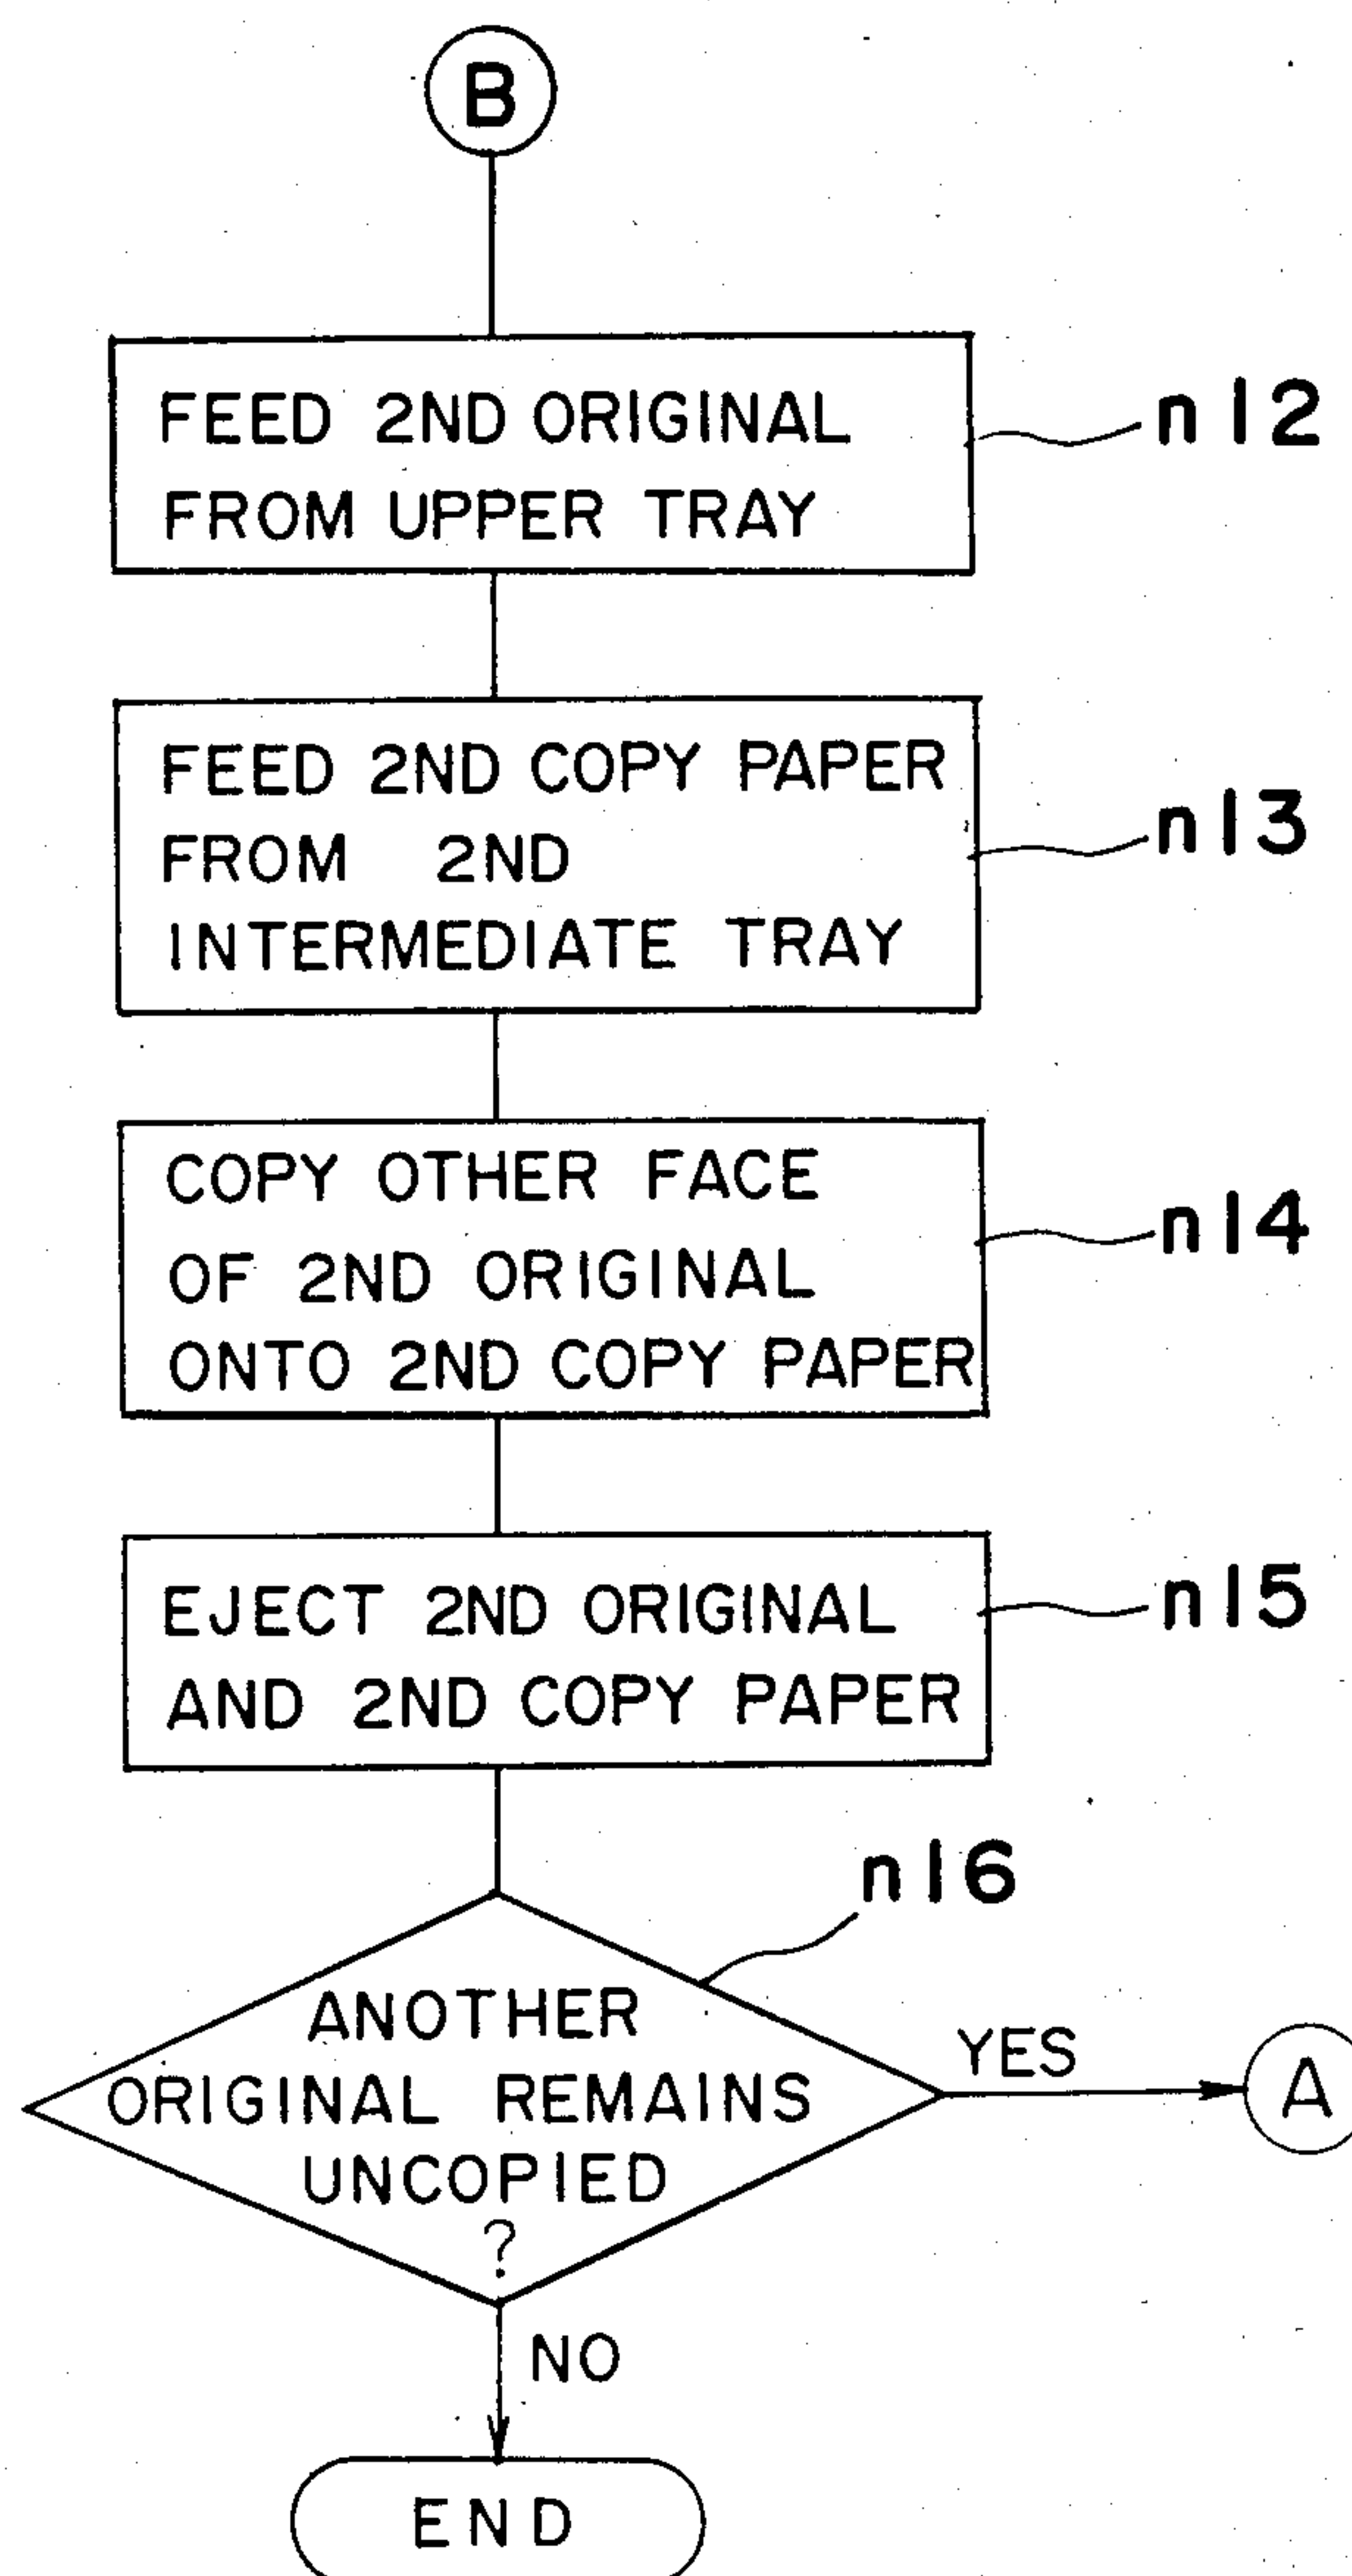 B
FEED 2ND ORIGINAL
FROM UPPER TRAY
n12
FEED 2ND COPY PAPER
FROM 2ND
INTERMEDIATE TRAY
n13
COPY OTHER FACE
OF 2ND ORIGINAL
ONTO 2ND COPY PAPER
n14
EJECT 2ND ORIGINAL
AND 2ND COPY PAPER
n15
n16
ANOTHER
ORIGINAL REMAINS
UNCOPIED
?
YES
A
NO
END